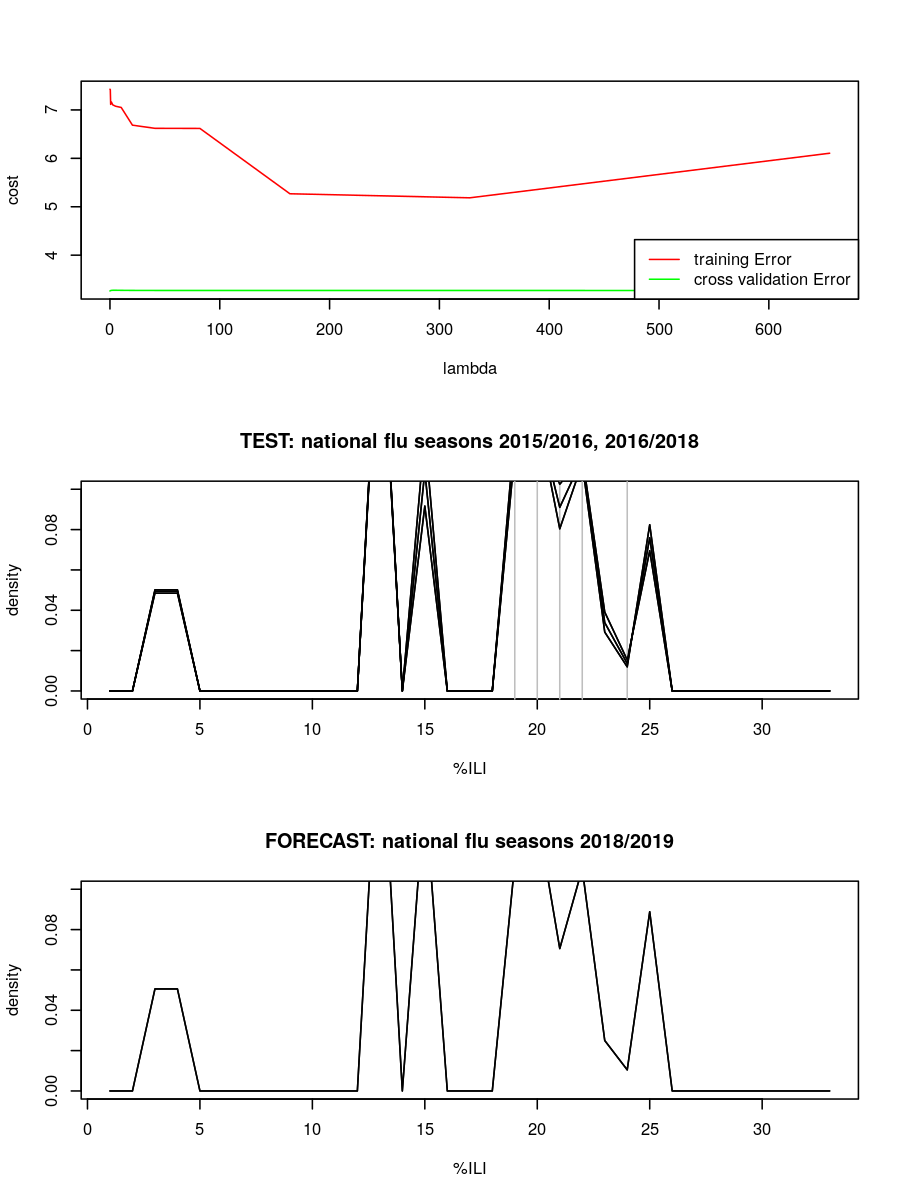 7
6
5
4
cost
training Error
cross validation Error
0 100 200 300 400 500 600
lambda
TEST: national flu seasons 2015/2016, 2016/2018
0.08
0.04
0.00
density
0 5 10 15 20 25 30
%ILI
FORECAST: national flu seasons 2018/2019
0.08
0.04
0.00
density
0 5 10 15 20 25 30
%ILI